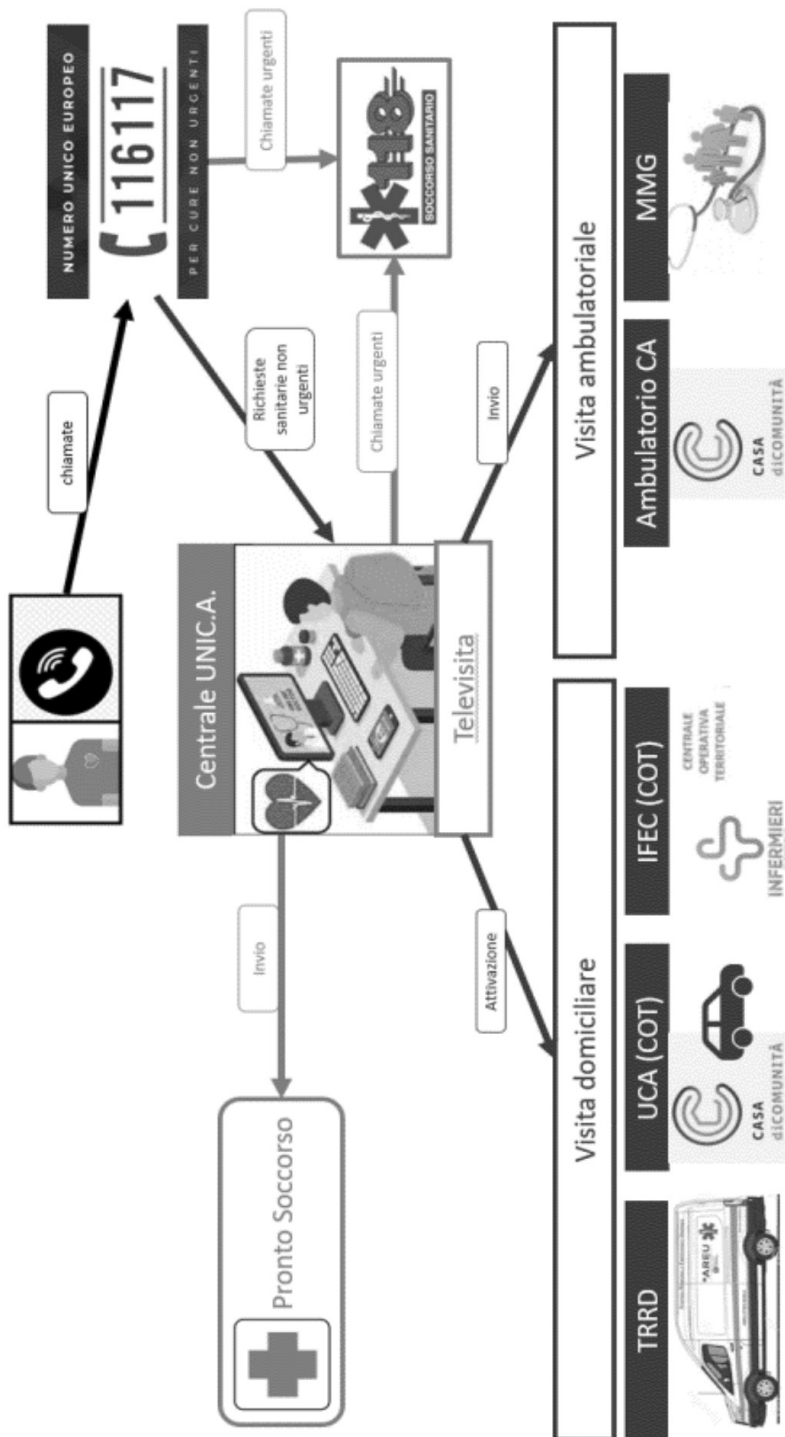 chiamate
NUMERO UNICO EUROPEO
116117
PER CURE NON URGENTI
Chiamate urgenti
Richieste
sanitarie non
urgenti
118
SOCCORSO SANITARIO
Centrale UNIC.A.
Televisita
Chiamate urgenti
Invio
Pronto Soccorso
Attivazione
Invio
Visita domiciliare
Visita ambulatoriale
TRRD
AREU
UCA (COT)
CASA
diCOMUNITÀ
IFEC (COT)
INFERMIERI
CENTRALE
OPERATIVA
TERRITORIALE
Ambulatorio CA
CASA
diCOMUNITÀ
MMG